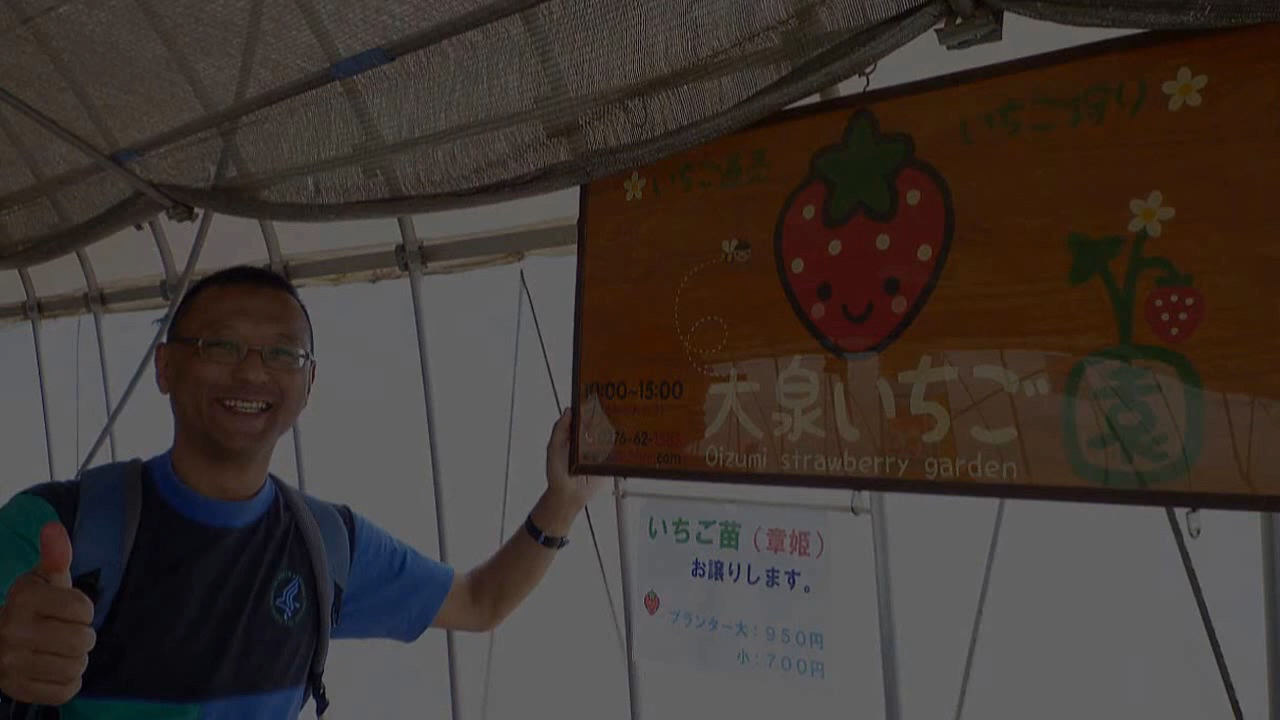 いちご直売
いちご狩り
10:00~15:00
大泉いちご
園
Oizumi strawberry garden
いちご苗（章姫）
お譲りします。
プランター大：９５０円
小：７００円